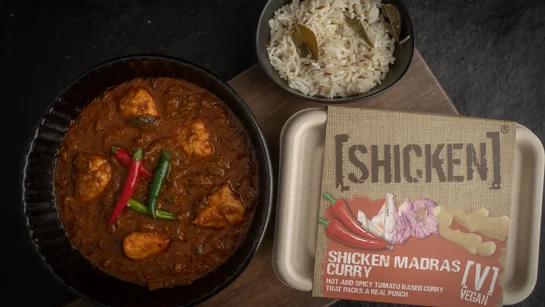 [SHICKEN]®
SHICKEN MADRAS
CURRY
HOT AND SPICY TOMATO BASED CURRY
THAT PACKS A REAL PUNCH
[V]
VEGAN